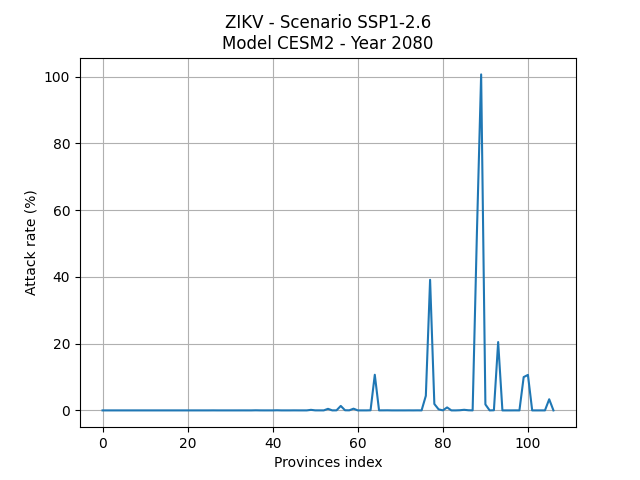 ZIKV - Scenario SSP1-2.6
Model CESM2 - Year 2080
100
80
60
40
20
0
Attack rate (%)
0 20 40 60 80 100
Provinces index